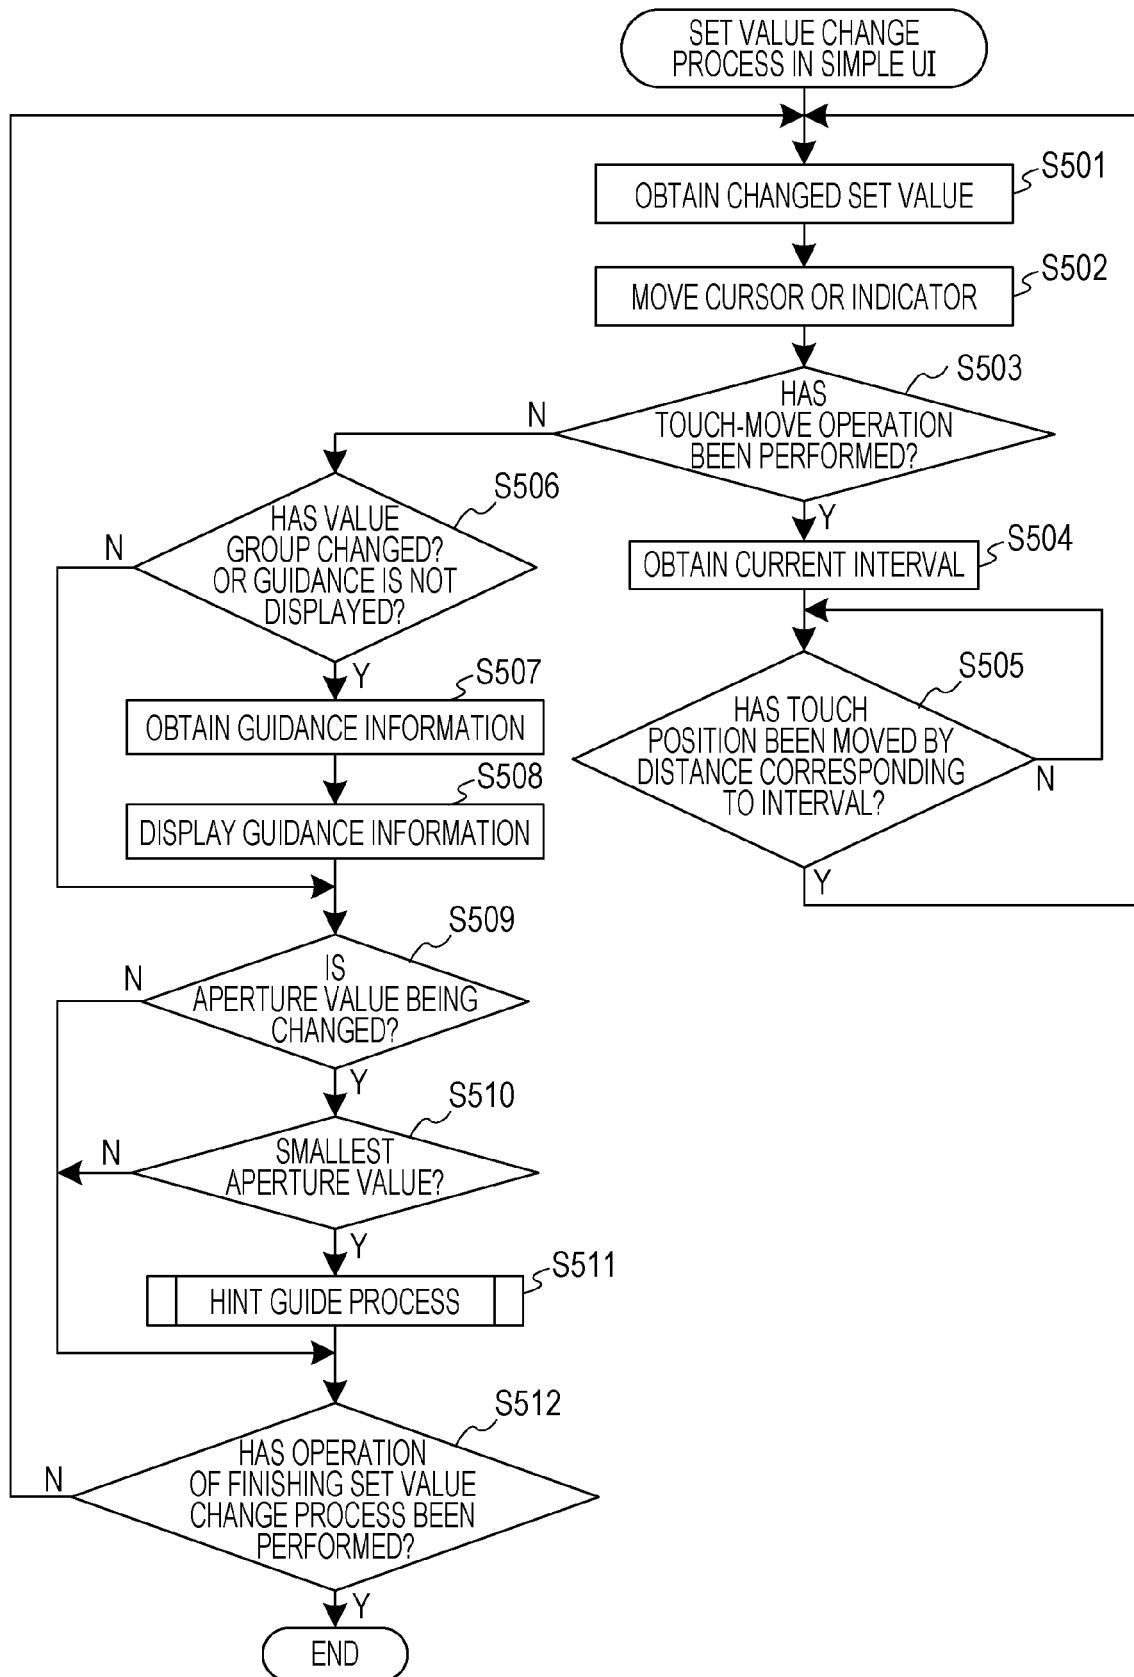 SET VALUE CHANGE
PROCESS IN SIMPLE UI
S501
OBTAIN CHANGED SET VALUE
S502
MOVE CURSOR OR INDICATOR
S503
HAS
TOUCH-MOVE OPERATION
BEEN PERFORMED?
N
Y
S504
OBTAIN CURRENT INTERVAL
S505
HAS TOUCH
POSITION BEEN MOVED BY
DISTANCE CORRESPONDING
TO INTERVAL?
N
Y
S506
HAS VALUE
GROUP CHANGED?
OR GUIDANCE IS NOT
DISPLAYED?
N
Y
S507
OBTAIN GUIDANCE INFORMATION
S508
DISPLAY GUIDANCE INFORMATION
S509
IS
APERTURE VALUE BEING
CHANGED?
N
Y
S510
SMALLEST
APERTURE VALUE?
N
Y
S511
HINT GUIDE PROCESS
S512
HAS OPERATION
OF FINISHING SET VALUE
CHANGE PROCESS BEEN
PERFORMED?
N
Y
END